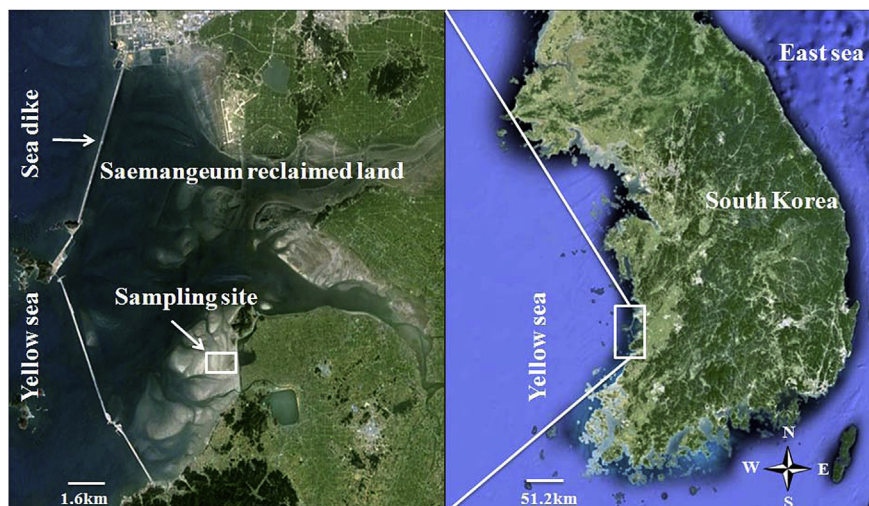 Sea dike
Saemangeum reclaimed land
Sampling site
Yellow sea
1.6km
East sea
South Korea
Yellow sea
N
W
E
S
51.2km